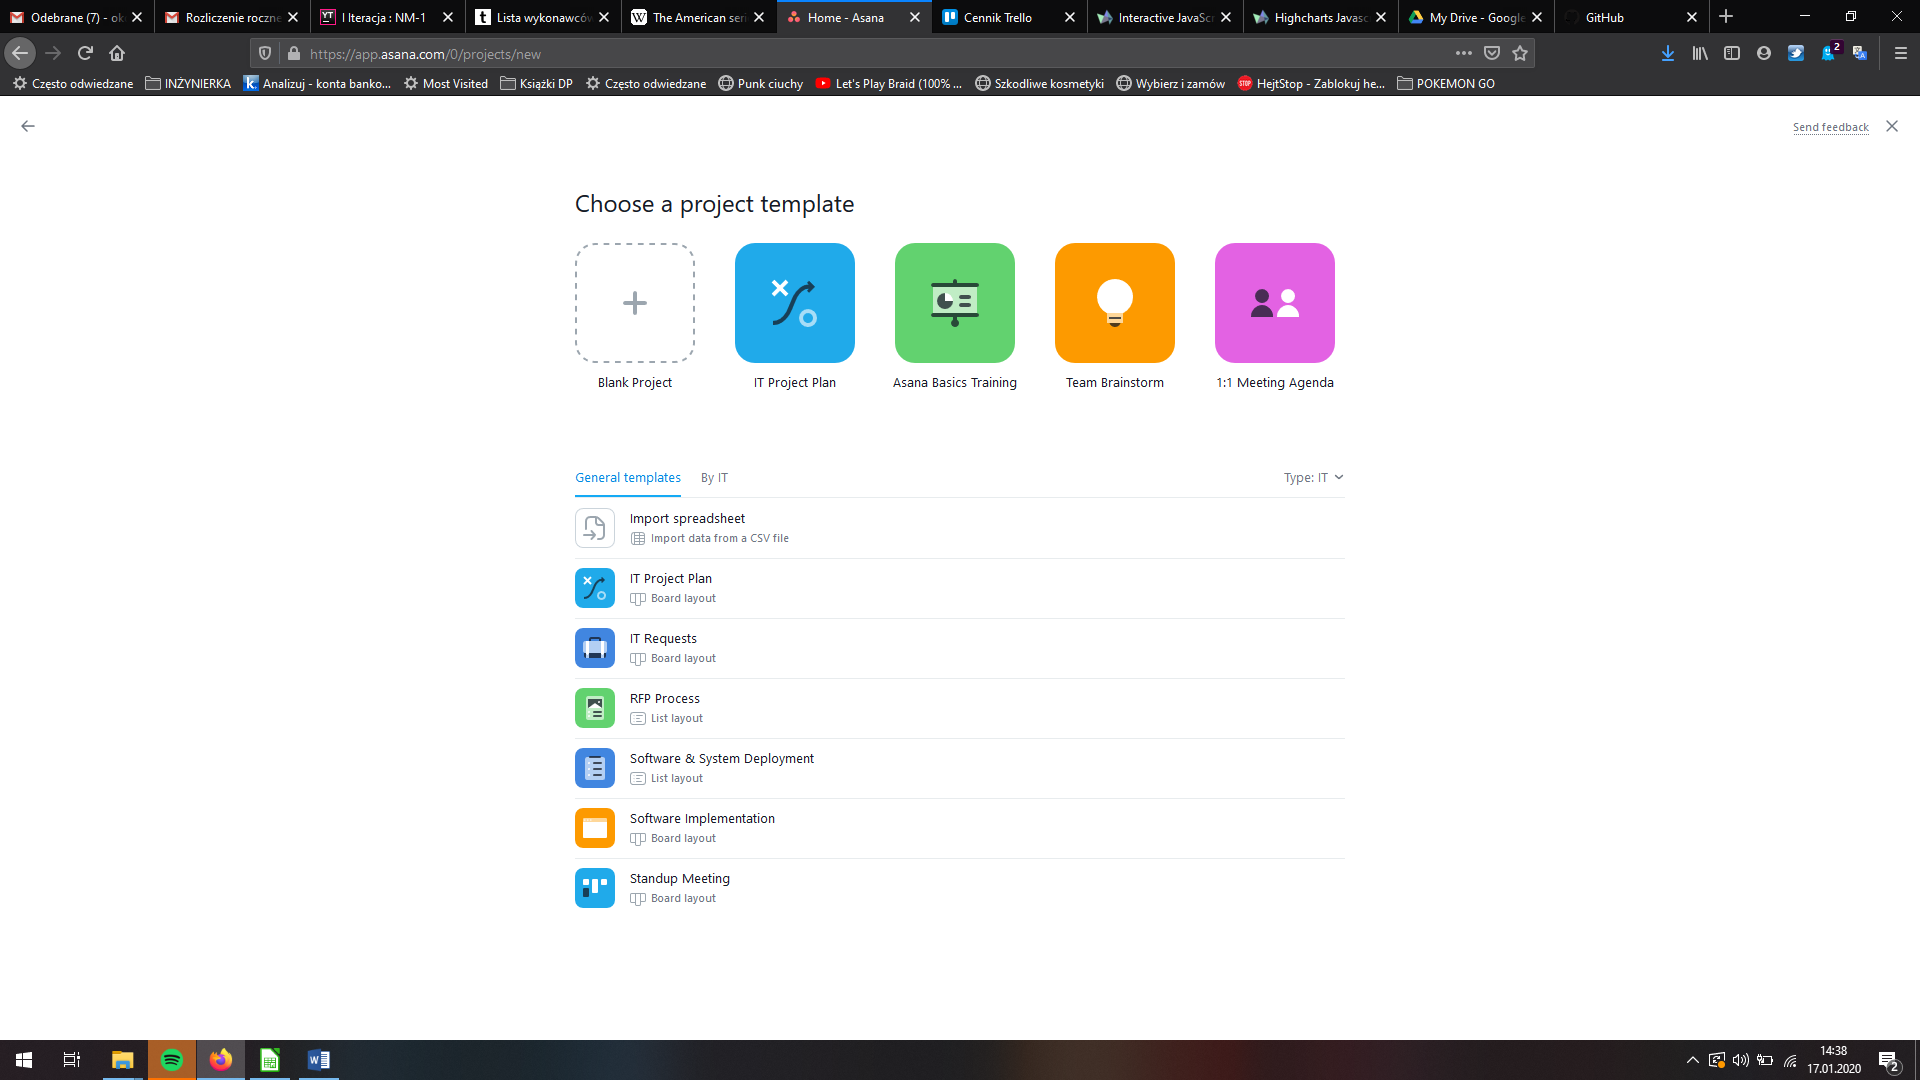 Odebrane (7) - ok
Rozliczenie roczne
YT I Iteracja : NM-1
t Lista wykonawców
W The American seri
Home - Asana
Cennik Trello
Interactive JavaScr
Highcharts Javasc
My Drive - Google
GitHub
https://app.asana.com/0/projects/new
2
Często odwiedzane
INŻYNIERKA
k. Analizuj - konta banko...
Most Visited
Książki DP
Często odwiedzane
Punk ciuchy
Let's Play Braid (100% ...
Szkodliwe kosmetyki
Wybierz i zamów
STOP HejtStop - Zablokuj he...
POKEMON GO
Send feedback
Choose a project template
Blank Project
IT Project Plan
Asana Basics Training
Team Brainstorm
1:1 Meeting Agenda
General templates
By IT
Type: IT
Import spreadsheet
Import data from a CSV file
IT Project Plan
Board layout
IT Requests
Board layout
RFP Process
List layout
Software & System Deployment
List layout
Software Implementation
Board layout
Standup Meeting
Board layout
W
14:38
17.01.2020
2